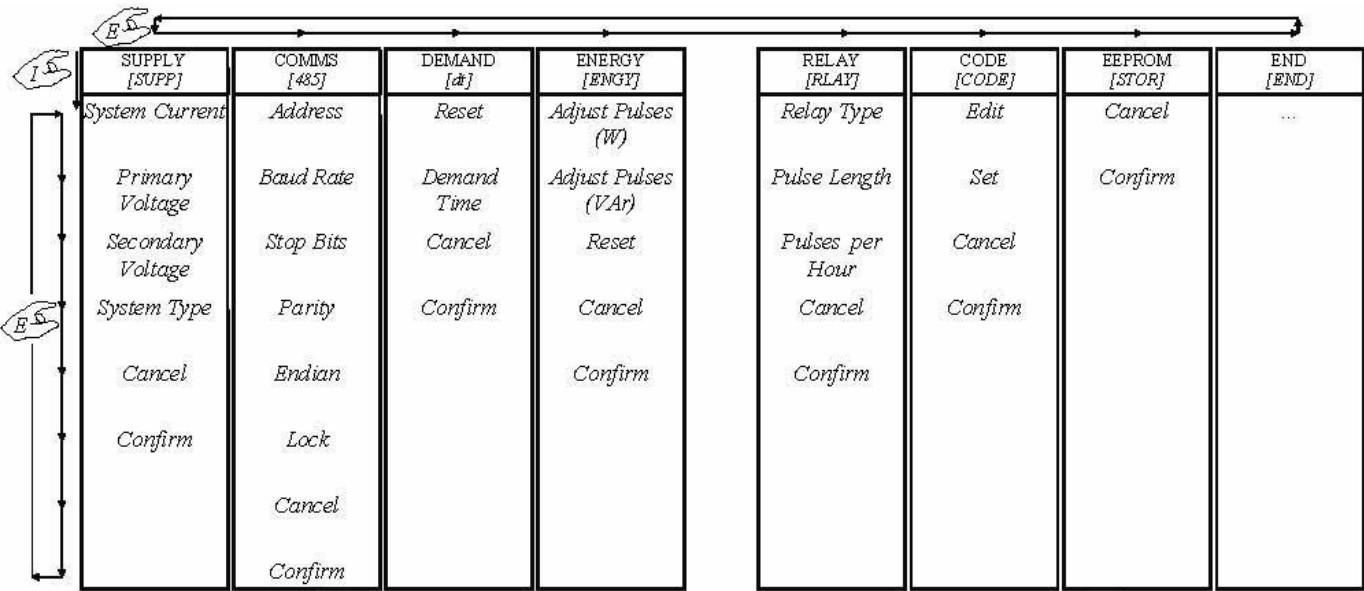 E
I
SUPPLY
[SUPP]
COMMS
[485]
DEMAND
[dt]
ENERGY
[ENGY]
RELAY
[RLAY]
CODE
[CODE]
EEPROM
[STOR]
END
[END]
System Current
Primary
Voltage
Secondary
Voltage
System Type
Cancel
Confirm
Address
Baud Rate
Stop Bits
Parity
Endian
Lock
Cancel
Confirm
Reset
Demand
Time
Cancel
Confirm
Adjust Pulses
(W)
Adjust Pulses
(VAr)
Reset
Cancel
Confirm
Relay Type
Pulse Length
Pulses per
Hour
Cancel
Confirm
Edit
Set
Cancel
Confirm
Cancel
Confirm
...
E